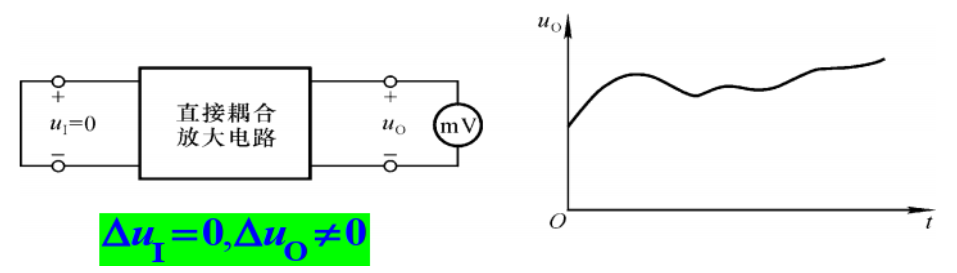 +
u_I=0
−
直接耦合
放大电路
+
u_O
−
mV
Δu_I=0,Δu_O≠0
u_O
O
t